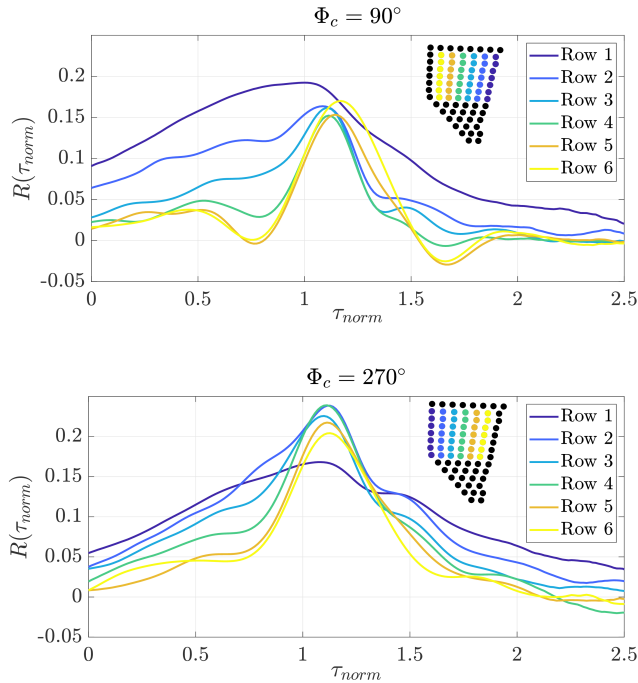 Φc = 90°
R(τnorm)
0.2
0.15
0.1
0.05
0
-0.05
0
0.5
1
1.5
2
2.5
τnorm
Row 1
Row 2
Row 3
Row 4
Row 5
Row 6
Φc = 270°
R(τnorm)
0.2
0.15
0.1
0.05
0
-0.05
0
0.5
1
1.5
2
2.5
τnorm
Row 1
Row 2
Row 3
Row 4
Row 5
Row 6